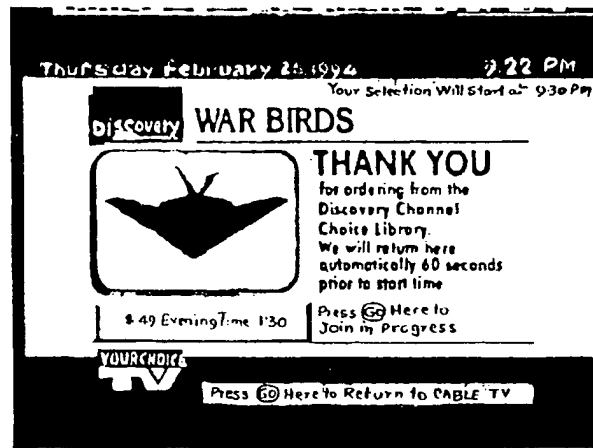 Thursday February 24 1994 9:22 PM
Your Selection Will Start at 9:30 PM
Discovery WAR BIRDS
THANK YOU
for ordering from the
Discovery Channel
Choice Library.
We will return here
automatically 60 seconds
prior to start time
$.49 EveningTime 1:30
Press GO Here to
Join in Progress
YOURCHOICE
TV
Press GO Here to Return to CABLE TV